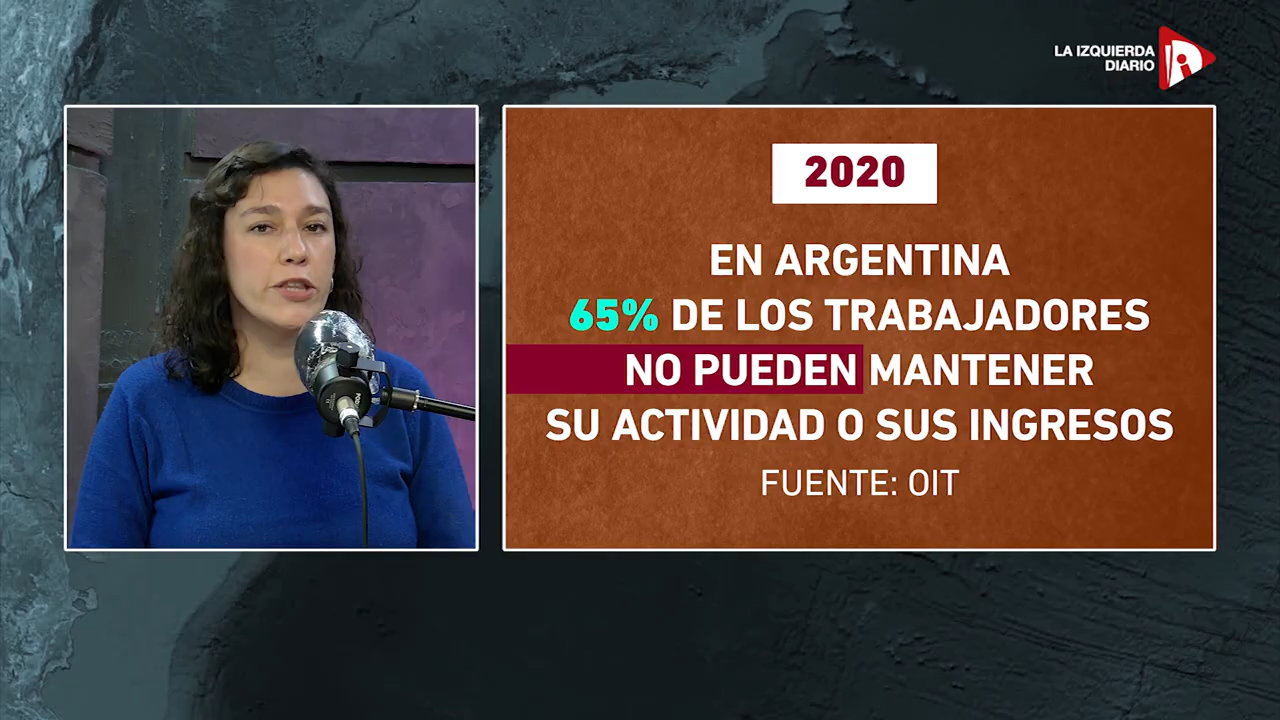 LA IZQUIERDA
DIARIO
2020
EN ARGENTINA
65% DE LOS TRABAJADORES
NO PUEDEN MANTENER
SU ACTIVIDAD O SUS INGRESOS
FUENTE: OIT